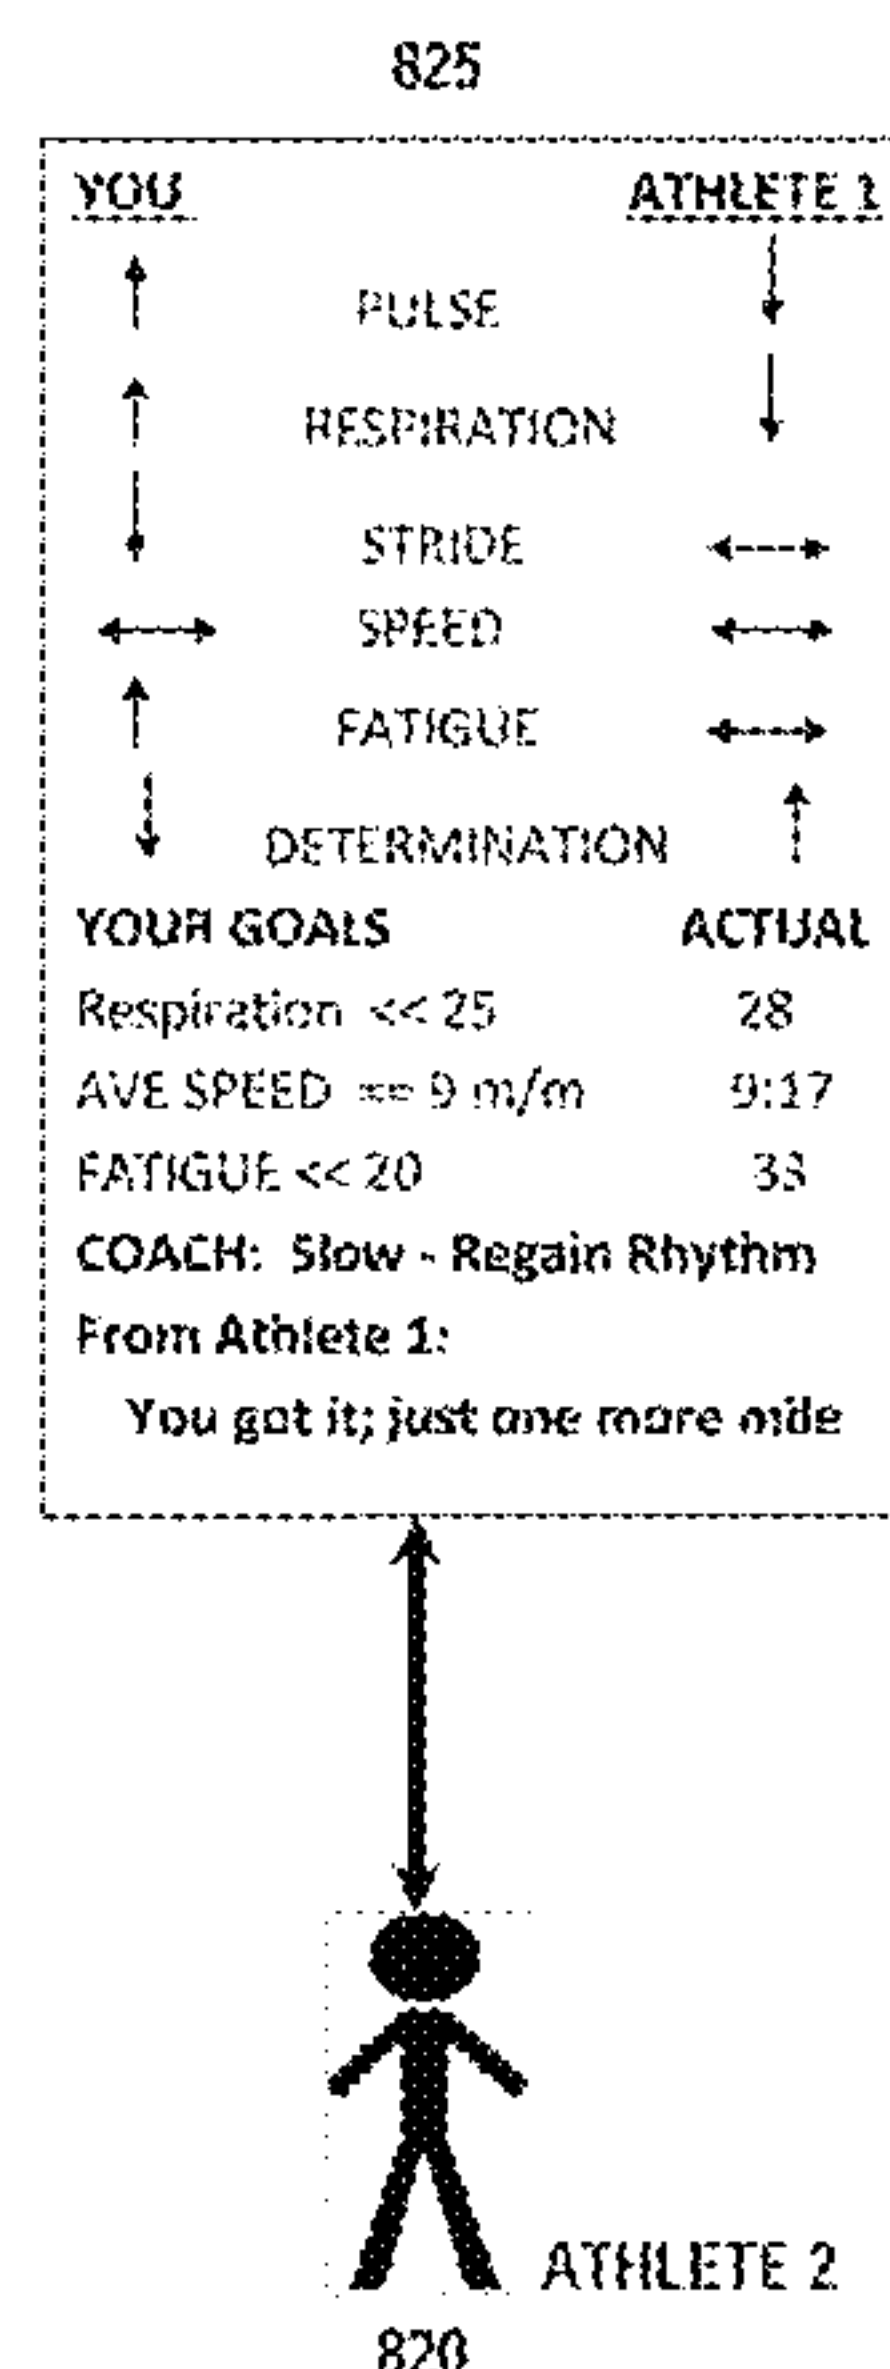 825
YOU ATHLETE 1
PULSE
RESPIRATION
STRIDE
SPEED
FATIGUE
DETERMINATION
YOUR GOALS ACTUAL
Respiration << 25 28
AVE SPEED == 9 m/m 9:17
FATIGUE << 20 33
COACH: Slow - Regain Rhythm
From Athlete 1:
You got it; just one more mile
ATHLETE 2
820